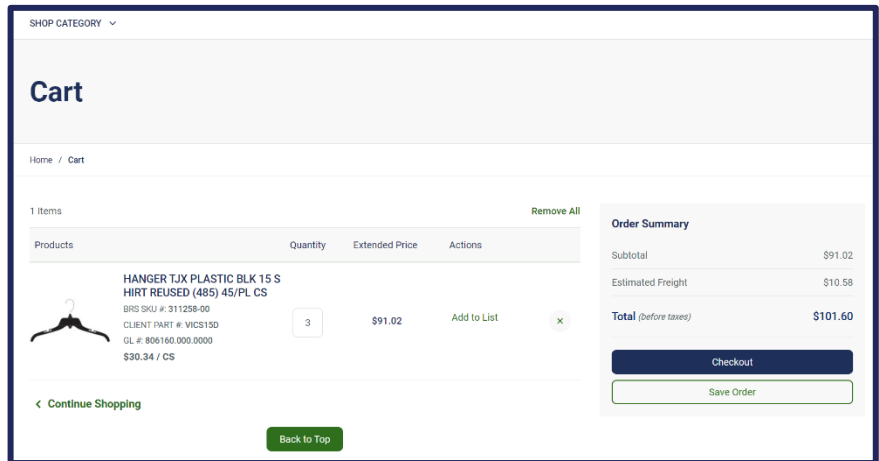 SHOP CATEGORY
Cart
Home / Cart
1 Items
Remove All
Products
Quantity
Extended Price
Actions
HANGER TJX PLASTIC BLK 15 S
HIRT REUSED (485) 45/PL CS
BRS SKU #: 311258-00
CLIENT PART #: VICS15D
GL #: 806160.000.0000
$30.34 / CS
3
$91.02
Add to List
×
Continue Shopping
Back to Top
Order Summary
Subtotal $91.02
Estimated Freight $10.58
Total (before taxes) $101.60
Checkout
Save Order